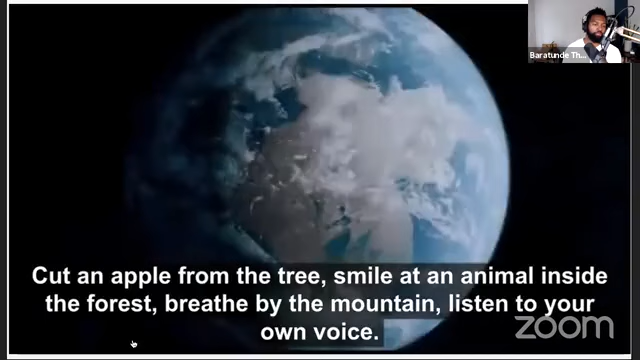 Baratunde Th...
Cut an apple from the tree, smile at an animal inside
the forest, breathe by the mountain, listen to your
own voice.
zoom